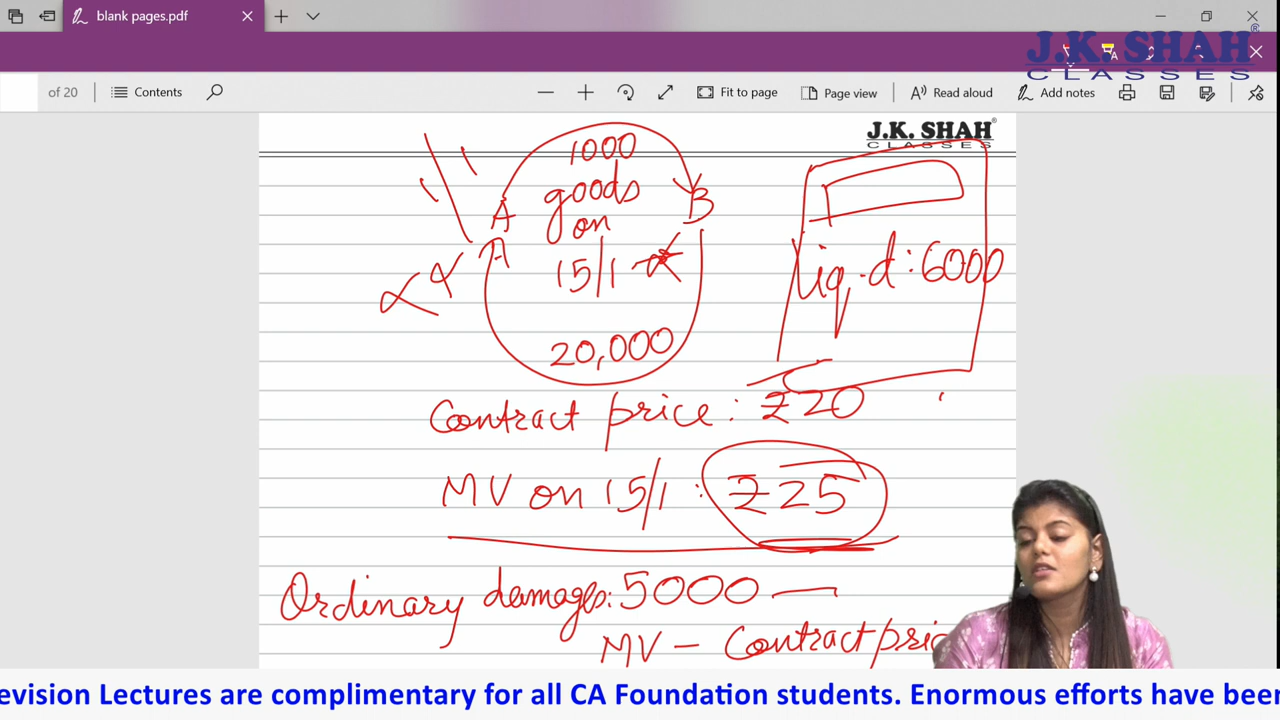 blank pages.pdf
J.K. SHAH®
CLASSES
of 20
Contents
Fit to page
Page view
Read aloud
Add notes
J.K. SHAH®
CLASSES
1000
goods
on
A B
A 15/1
20,000
Liq. d: 6000
Contract price: ₹20
MV on 15/1: ₹25
Ordinary damages: 5000 —
MV – Contract pric
evision Lectures are complimentary for all CA Foundation students. Enormous efforts have been